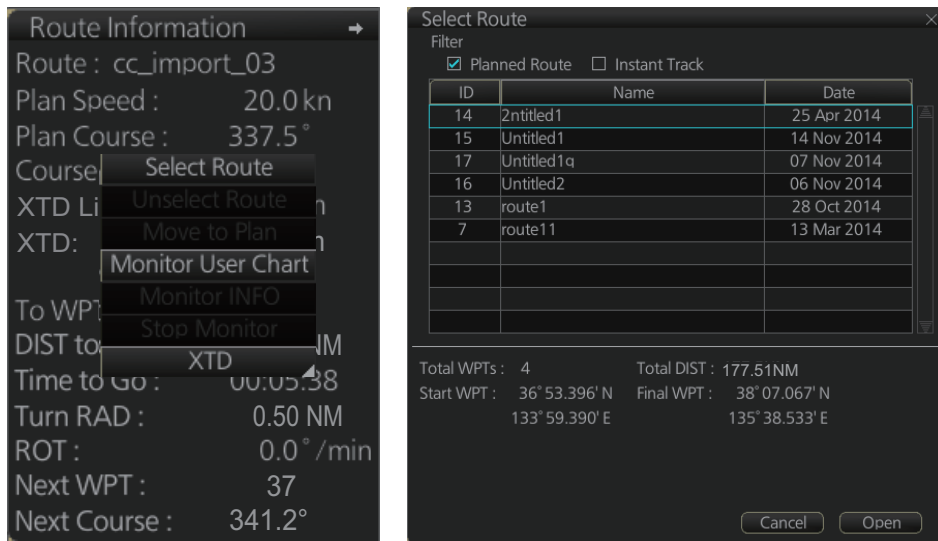 Route Information
Route : cc_import_03
Plan Speed : 20.0 kn
Plan Course : 337.5°
Course
Select Route
Unselect Route
XTD Li
Move to Plan
XTD:
Monitor User Chart
Monitor INFO
To WPT
Stop Monitor
DIST to NM
XTD
Time to Go : 00:05:38
Turn RAD : 0.50 NM
ROT : 0.0°/min
Next WPT : 37
Next Course : 341.2°
Select Route
Filter
Planned Route Instant Track
ID Name Date
14 2ntitled1 25 Apr 2014
15 Untitled1 14 Nov 2014
17 Untitled1q 07 Nov 2014
16 Untitled2 06 Nov 2014
13 route1 28 Oct 2014
7 route11 13 Mar 2014
Total WPTs : 4 Total DIST : 177.51NM
Start WPT : 36°53.396' N Final WPT : 38°07.067' N
133°59.390' E 135°38.533' E
Cancel Open